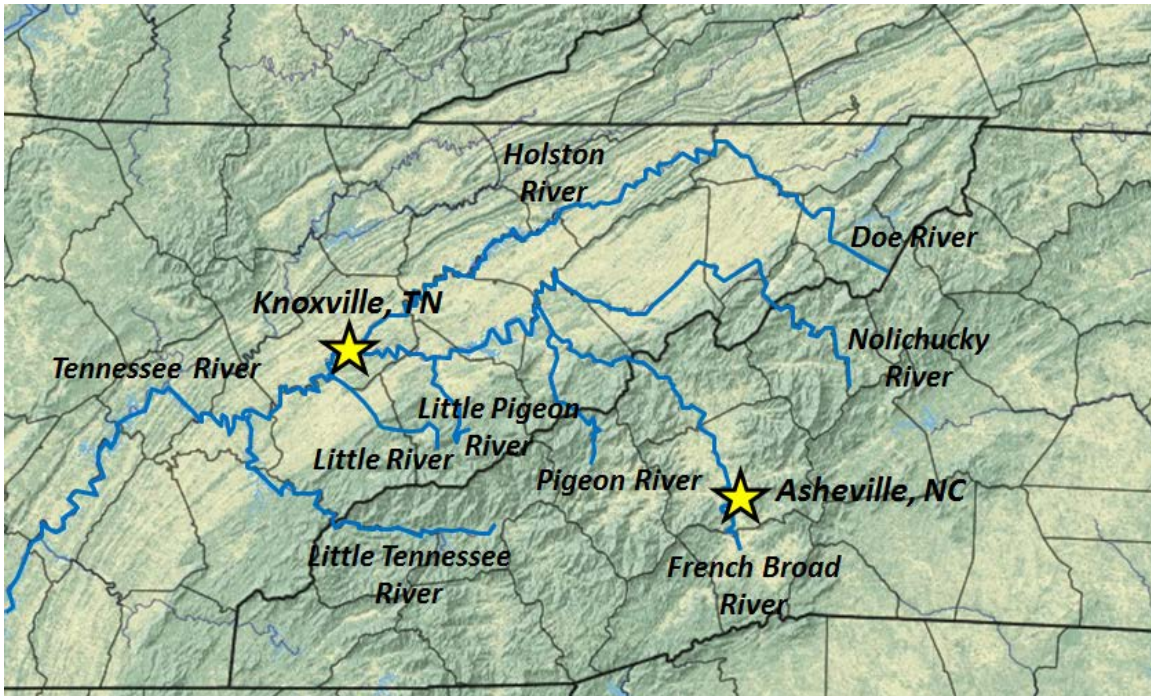 Holston
River
Doe River
Knoxville, TN
Nolichucky
River
Tennessee River
Little Pigeon
River
Little River
Pigeon River
Asheville, NC
Little Tennessee
River
French Broad
River